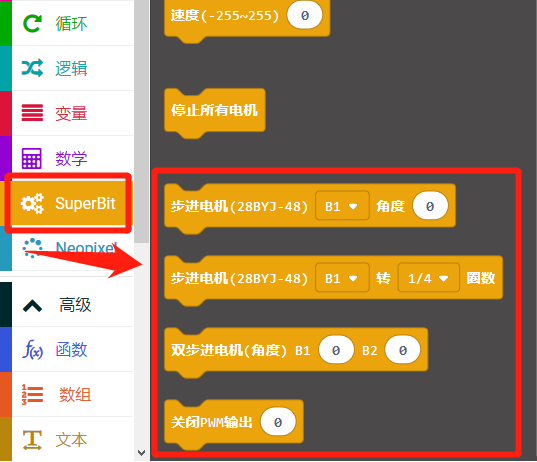 循环
逻辑
变量
数学
SuperBit
Neopixel
高级
f(x) 函数
数组
文本
速度(-255~255) 0
停止所有电机
步进电机(28BYJ-48) B1 角度 0
步进电机(28BYJ-48) B1 转 1/4 圈数
双步进电机(角度) B1 0 B2 0
关闭PWM输出 0